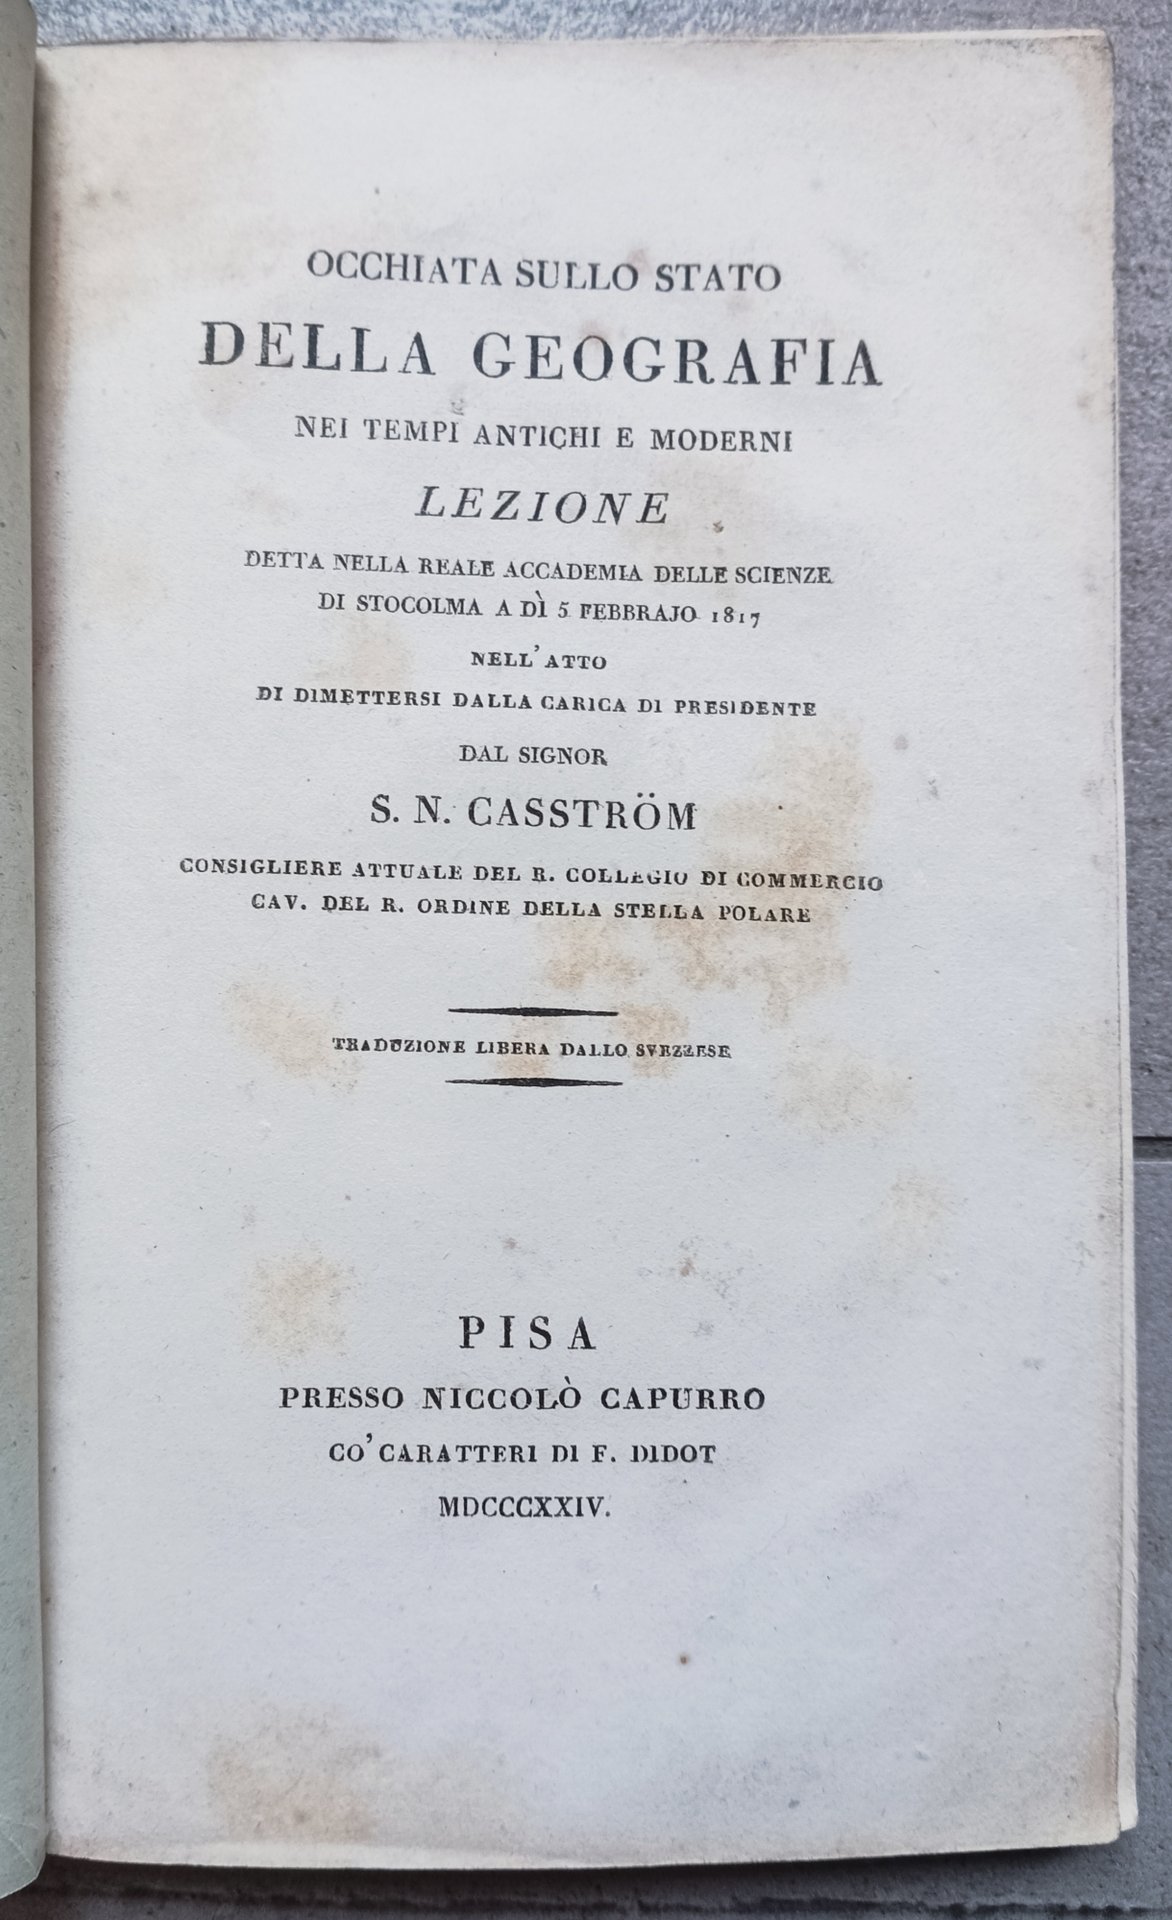 OCCHIATA SULLO STATO
DELLA GEOGRAFIA
NEI TEMPI ANTICHI E MODERNI
LEZIONE
DETTA NELLA REALE ACCADEMIA DELLE SCIENZE
DI STOCOLMA A DÌ 5 FEBBRAJO 1817
NELL'ATTO
DI DIMETTERSI DALLA CARICA DI PRESIDENTE
DAL SIGNOR
S. N. CASSTRÖM
CONSIGLIERE ATTUALE DEL R. COLLEGIO DI COMMERCIO
CAV. DEL R. ORDINE DELLA STELLA POLARE
TRADUZIONE LIBERA DALLO SVEZZESE
PISA
PRESSO NICCOLÒ CAPURRO
CO' CARATTERI DI F. DIDOT
MDCCCXXIV.